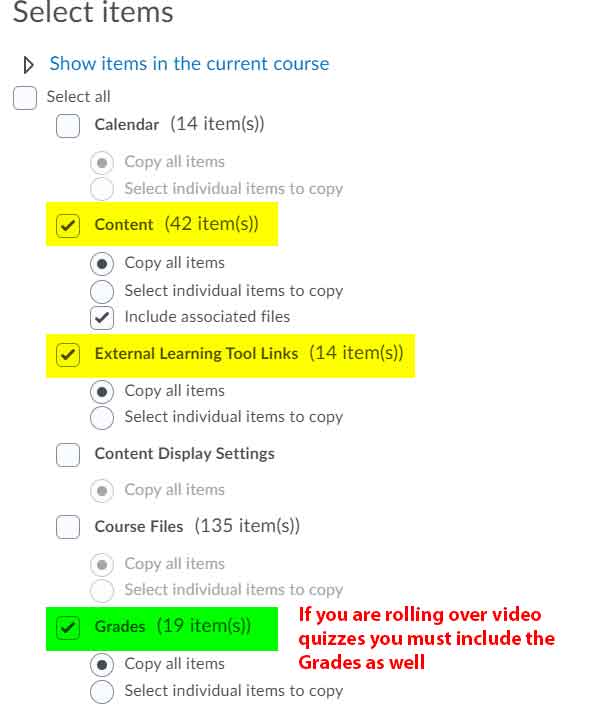 Select items
Show items in the current course
Select all
Calendar (14 item(s))
Copy all items
Select individual items to copy
Content (42 item(s))
Copy all items
Select individual items to copy
Include associated files
External Learning Tool Links (14 item(s))
Copy all items
Select individual items to copy
Content Display Settings
Copy all items
Course Files (135 item(s))
Copy all items
Select individual items to copy
Grades (19 item(s))
If you are rolling over video
quizzes you must include the
Grades as well
Copy all items
Select individual items to copy